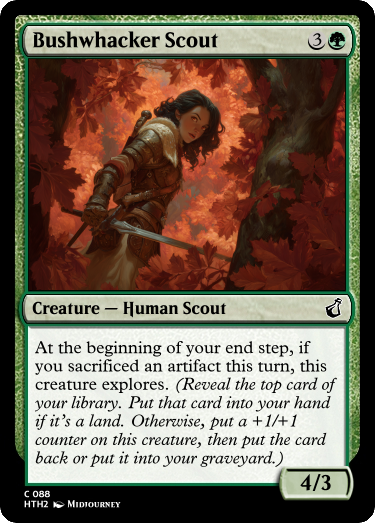 Bushwhacker Scout 3
Creature — Human Scout
At the beginning of your end step, if
you sacrificed an artifact this turn, this
creature explores. (Reveal the top card of
your library. Put that card into your hand
if it's a land. Otherwise, put a +1/+1
counter on this creature, then put the card
back or put it into your graveyard.)
4/3
C 088
HTH2 Midjourney